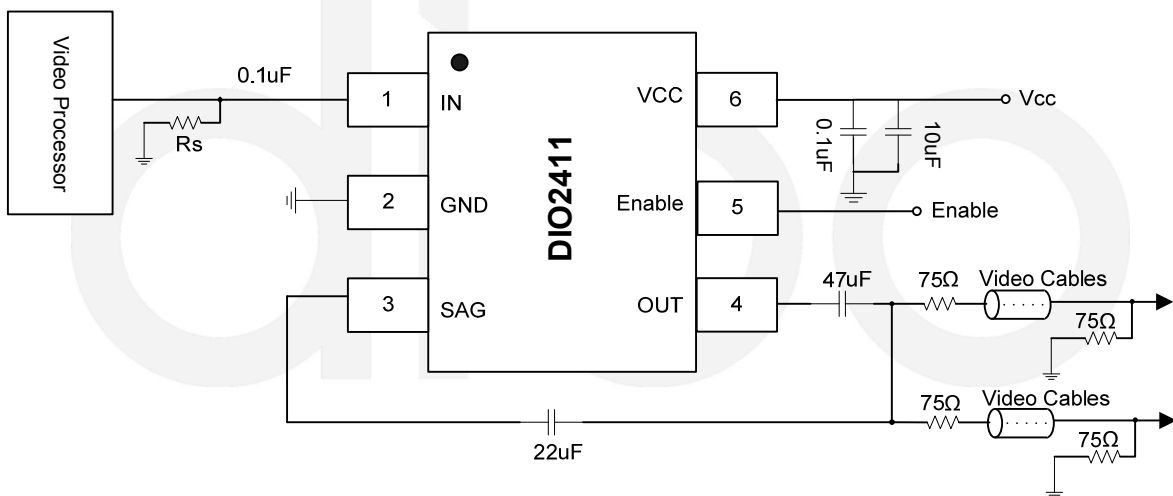 Video Processor
0.1uF
Rs
1
IN
2
GND
3
SAG
DIO2411
VCC
6
Vcc
0.1uF
10uF
Enable
5
Enable
OUT
4
47uF
75Ω
Video Cables
75Ω
22uF
75Ω
Video Cables
75Ω
dioo